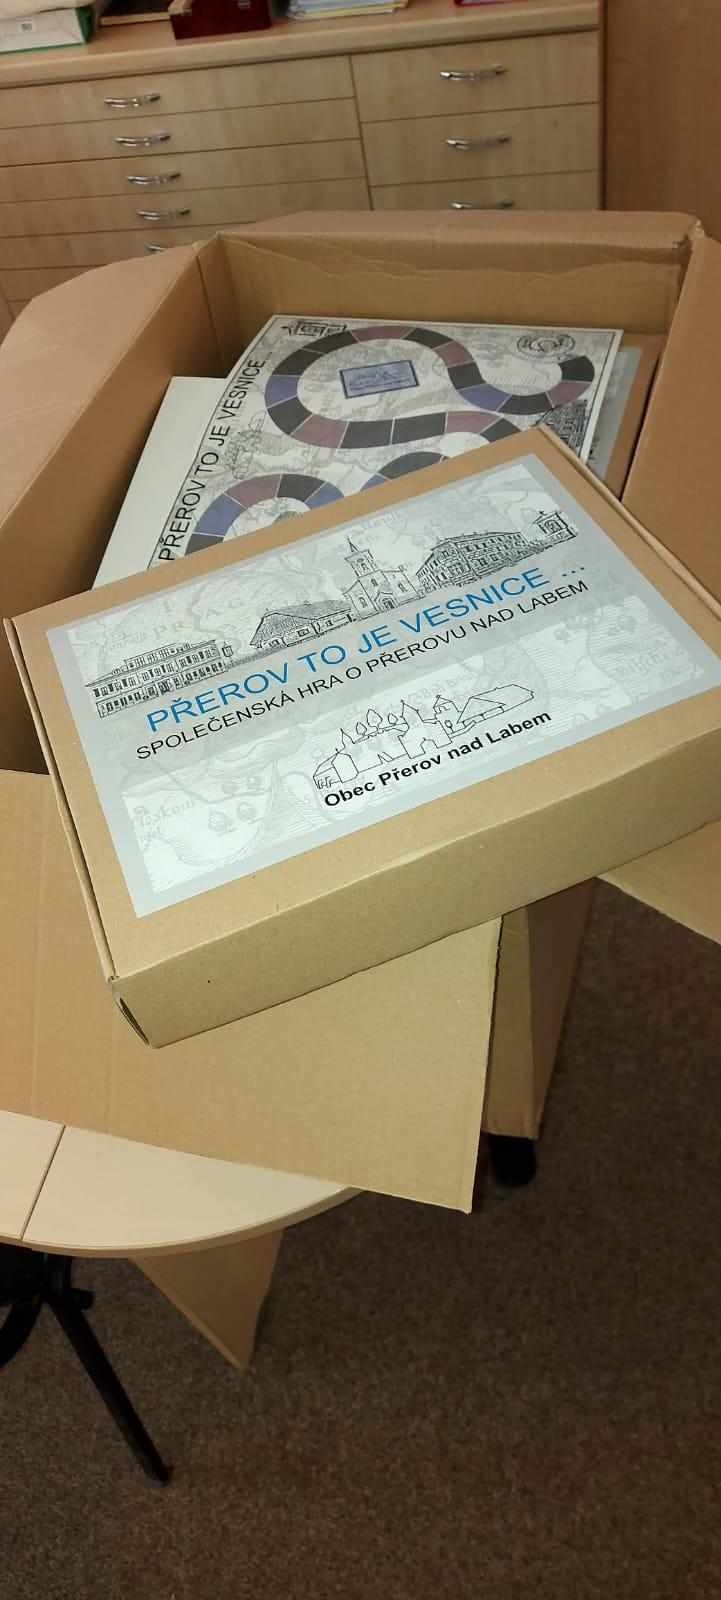 PŘEROV TO JE VESNICE...
PŘEROV TO JE VESNICE ...
SPOLEČENSKÁ HRA O PŘEROVU NAD LABEM
Obec Přerov nad Labem